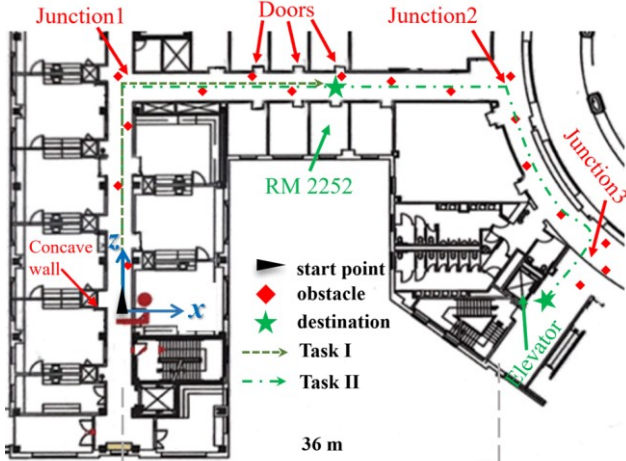 Junction1
Doors
Junction2
Junction3
RM 2252
Concave
wall
z
x
start point
obstacle
destination
Task I
Task II
Elevator
36 m